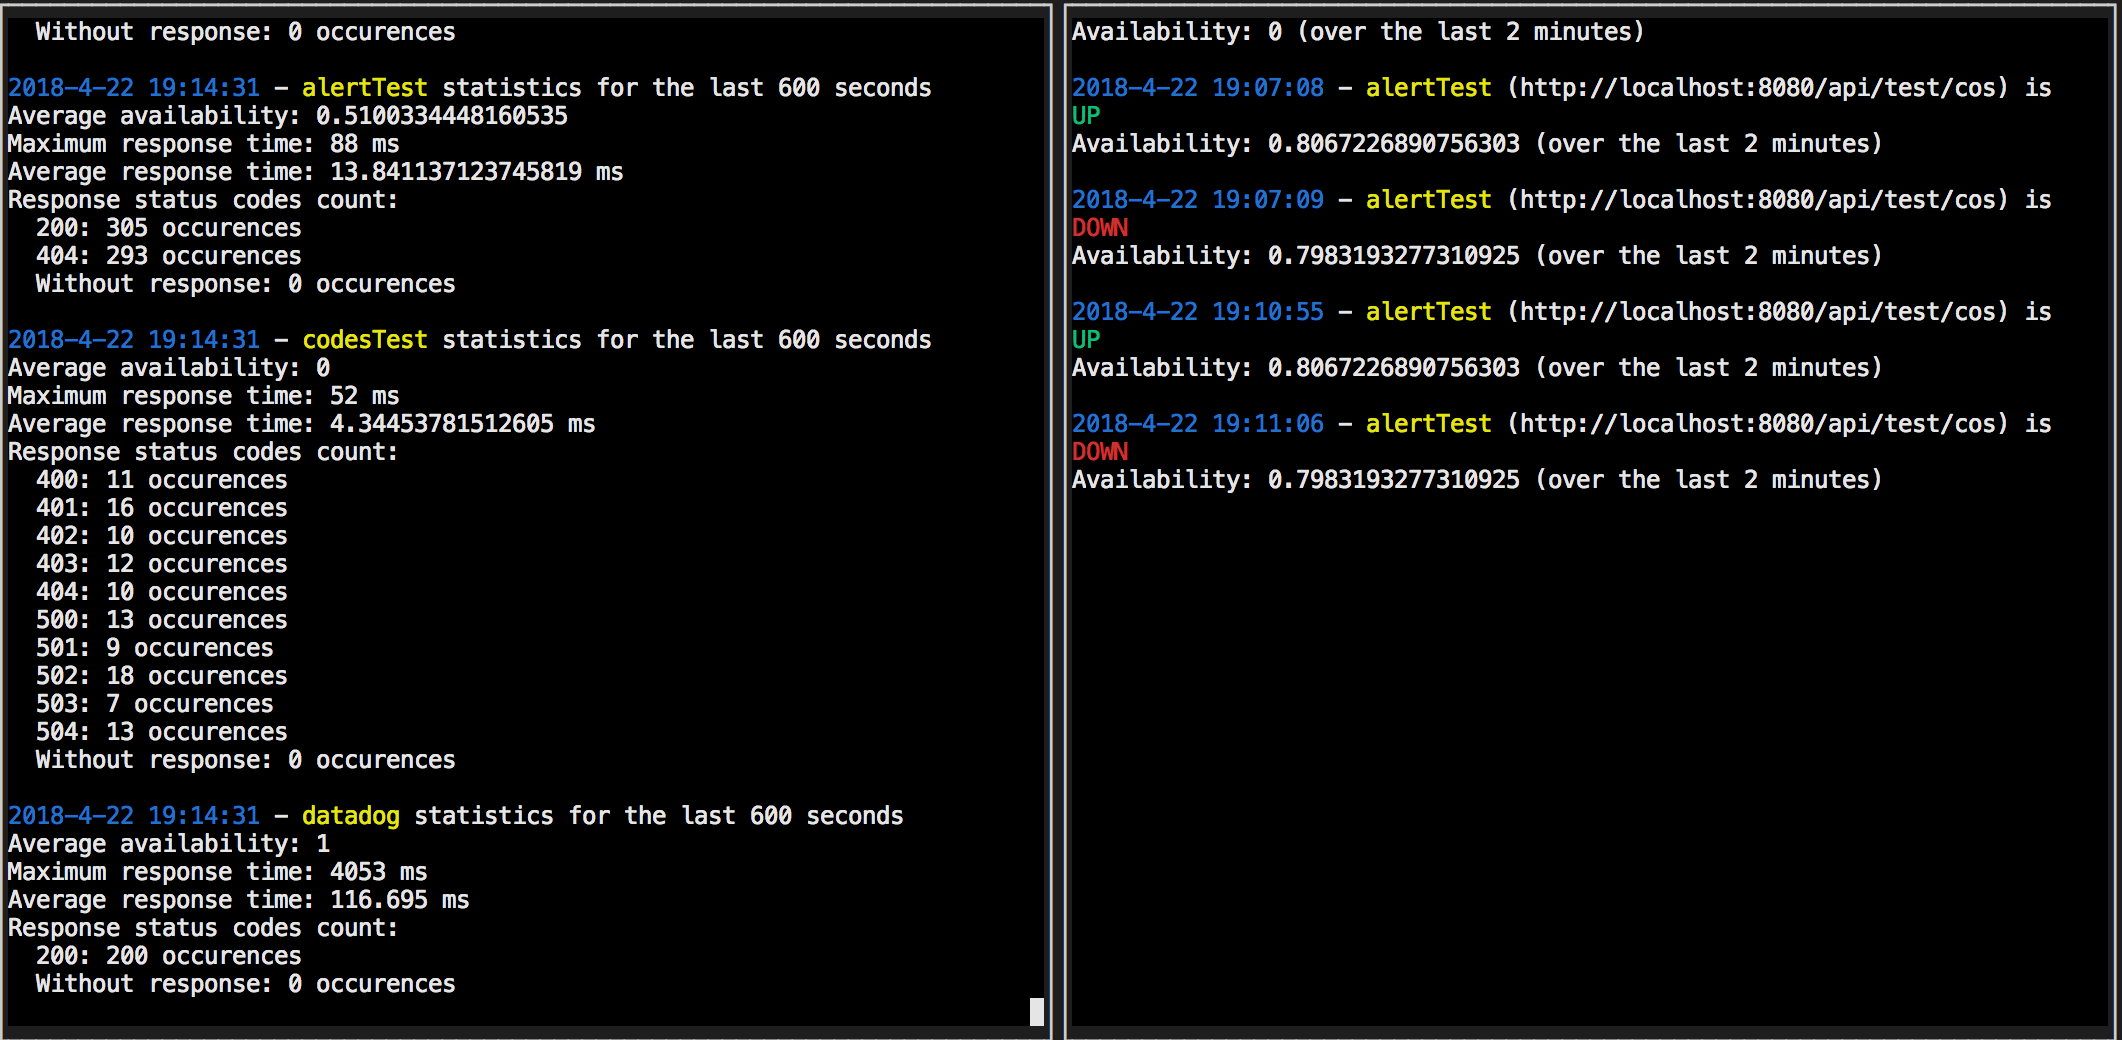 Without response: 0 occurences
2018-4-22 19:14:31 – alertTest statistics for the last 600 seconds
Average availability: 0.5100334448160535
Maximum response time: 88 ms
Average response time: 13.841137123745819 ms
Response status codes count:
200: 305 occurences
404: 293 occurences
Without response: 0 occurences
2018-4-22 19:14:31 – codesTest statistics for the last 600 seconds
Average availability: 0
Maximum response time: 52 ms
Average response time: 4.34453781512605 ms
Response status codes count:
400: 11 occurences
401: 16 occurences
402: 10 occurences
403: 12 occurences
404: 10 occurences
500: 13 occurences
501: 9 occurences
502: 18 occurences
503: 7 occurences
504: 13 occurences
Without response: 0 occurences
2018-4-22 19:14:31 – datadog statistics for the last 600 seconds
Average availability: 1
Maximum response time: 4053 ms
Average response time: 116.695 ms
Response status codes count:
200: 200 occurences
Without response: 0 occurences
Availability: 0 (over the last 2 minutes)
2018-4-22 19:07:08 – alertTest (http://localhost:8080/api/test/cos) is
UP
Availability: 0.8067226890756303 (over the last 2 minutes)
2018-4-22 19:07:09 – alertTest (http://localhost:8080/api/test/cos) is
DOWN
Availability: 0.7983193277310925 (over the last 2 minutes)
2018-4-22 19:10:55 – alertTest (http://localhost:8080/api/test/cos) is
UP
Availability: 0.8067226890756303 (over the last 2 minutes)
2018-4-22 19:11:06 – alertTest (http://localhost:8080/api/test/cos) is
DOWN
Availability: 0.7983193277310925 (over the last 2 minutes)